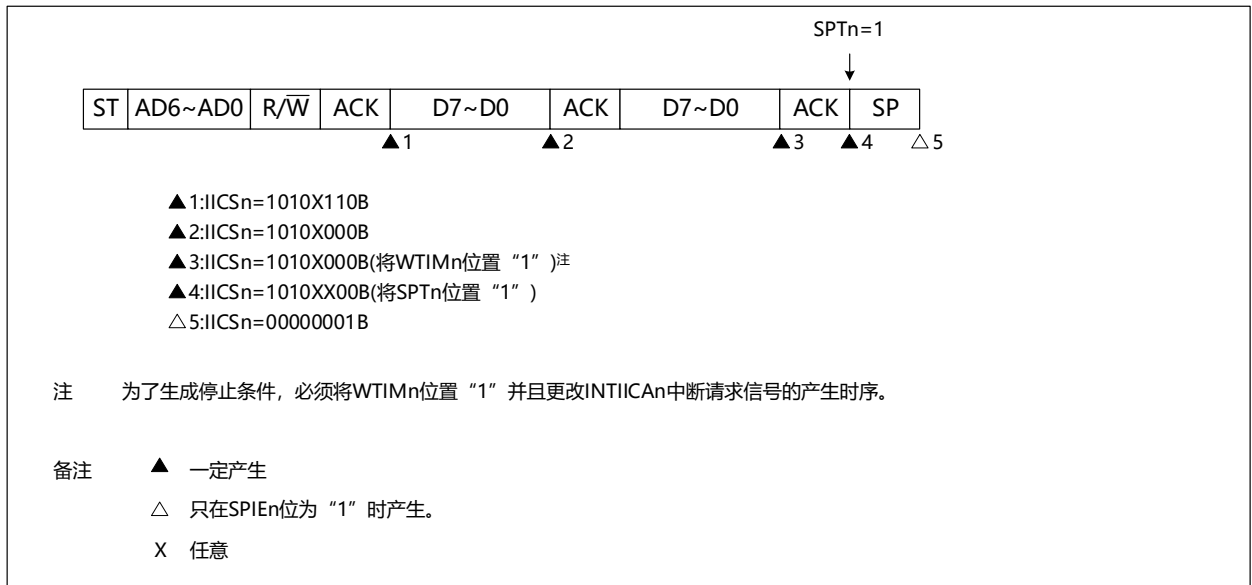 SPTn=1
ST AD6~AD0 R/W̅ ACK D7~D0 ACK D7~D0 ACK SP
▲1 ▲2 ▲3 ▲4 △5
▲1:IICSn=1010X110B
▲2:IICSn=1010X000B
▲3:IICSn=1010X000B(将WTIMn位置“1”)注
▲4:IICSn=1010XX00B(将SPTn位置“1”)
△5:IICSn=00000001B
注 为了生成停止条件，必须将WTIMn位置“1”并且更改INTIICAn中断请求信号的产生时序。
备注 ▲ 一定产生
△ 只在SPIEn位为“1”时产生。
X 任意